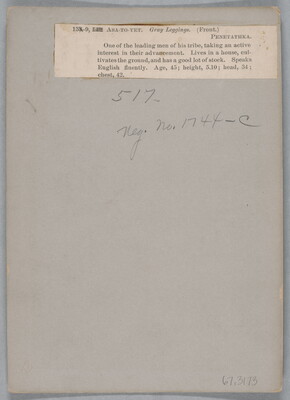 ASA-TO-YET. Gray Leggings. (Front.)
PENETATHKA.
One of the leading men of his tribe, taking an active
interest in their advancement. Lives in a house, cul-
tivates the ground, and has a good lot of stock. Speaks
English fluently. Age, 45; height, 5.10; head, 24;
chest, 42.
517
Neg. No. 1744-C
67.3173